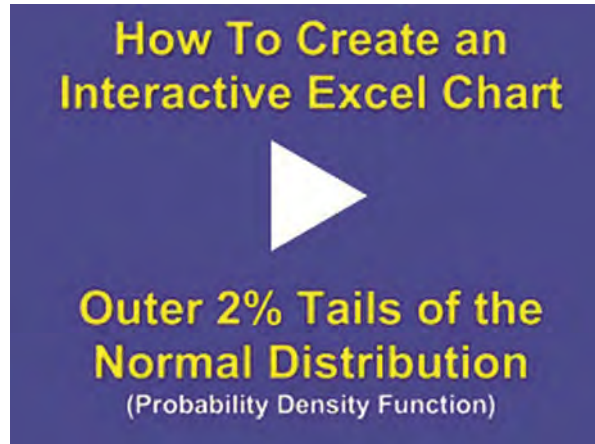 How To Create an
Interactive Excel Chart
Outer 2% Tails of the
Normal Distribution
(Probability Density Function)